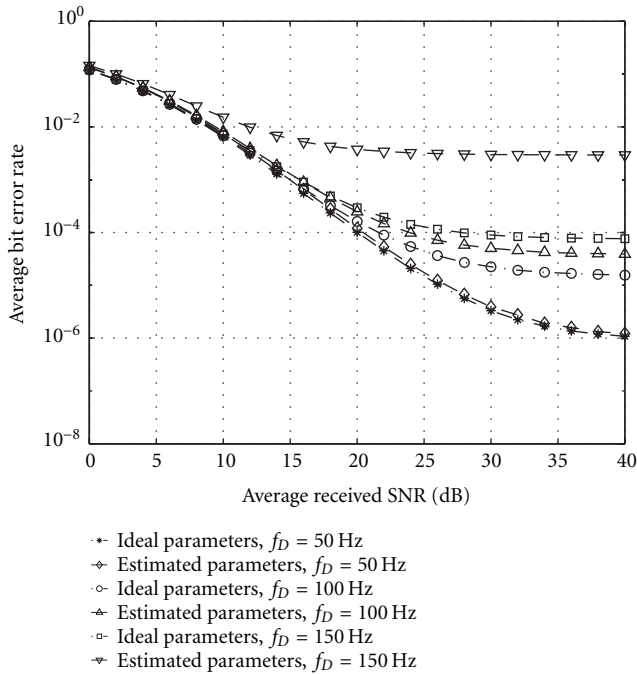 10^0
10^−2
10^−4
10^−6
10^−8
Average bit error rate
0 5 10 15 20 25 30 35 40
Average received SNR (dB)
Ideal parameters, f_D = 50 Hz
Estimated parameters, f_D = 50 Hz
Ideal parameters, f_D = 100 Hz
Estimated parameters, f_D = 100 Hz
Ideal parameters, f_D = 150 Hz
Estimated parameters, f_D = 150 Hz